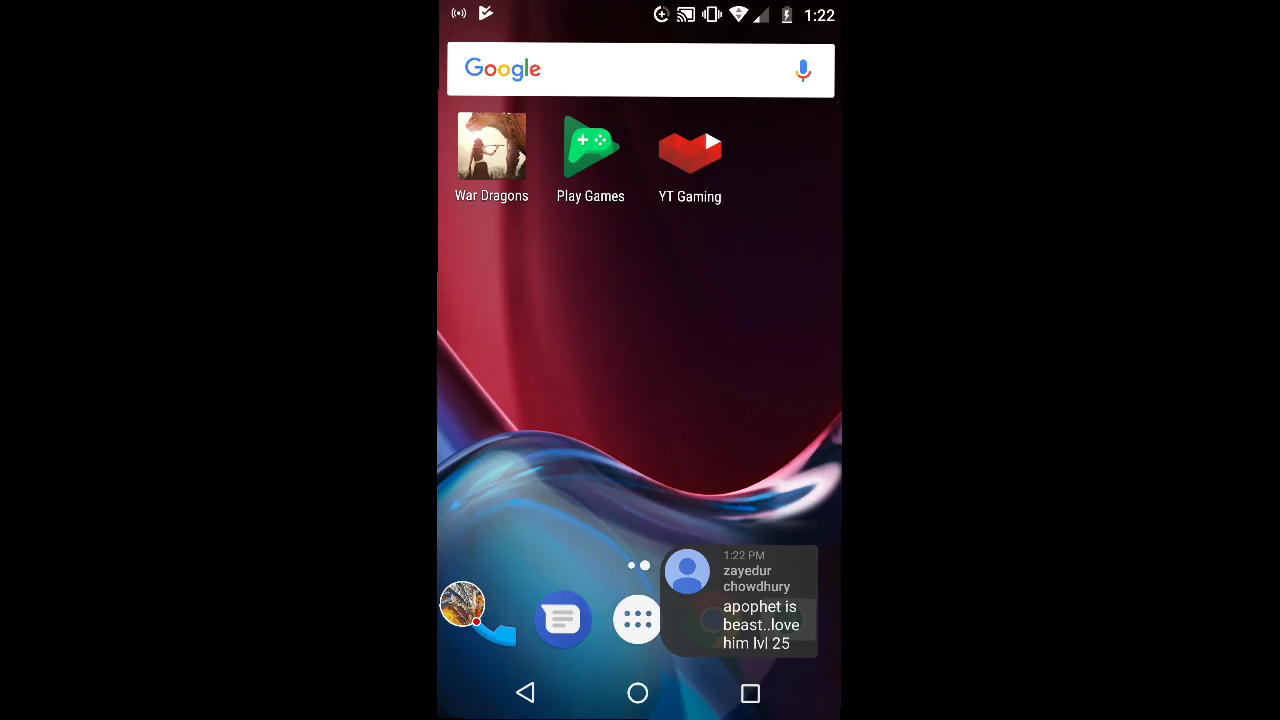 1:22
Google
War Dragons
Play Games
YT Gaming
1:22 PM
zayedur
chowdhury
apophet is
beast..love
him lvl 25